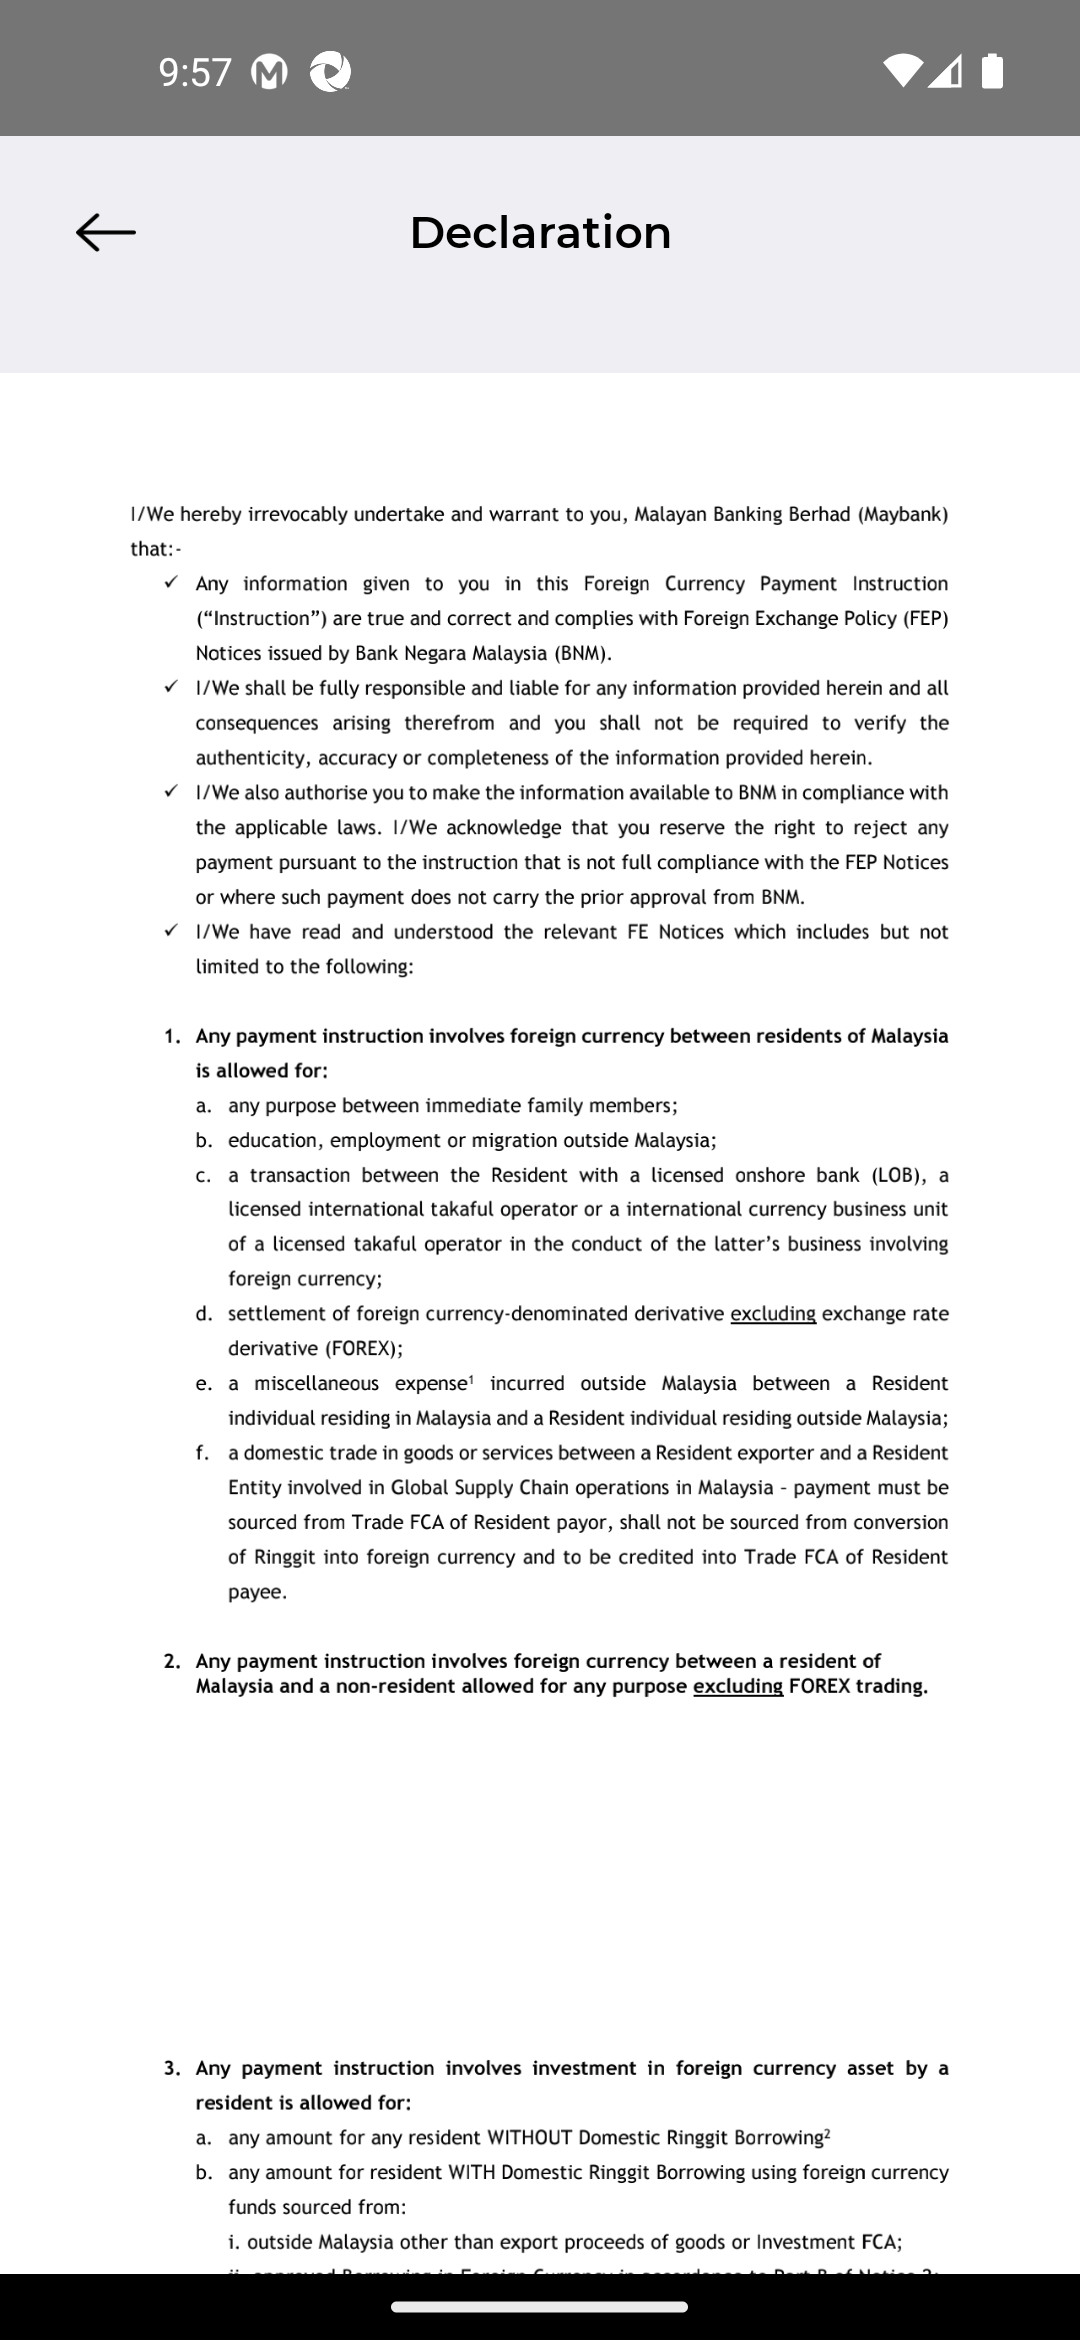 9:57
Declaration
I/We hereby irrevocably undertake and warrant to you, Malayan Banking Berhad (Maybank)
that:-
✓ Any information given to you in this Foreign Currency Payment Instruction
(“Instruction”) are true and correct and complies with Foreign Exchange Policy (FEP)
Notices issued by Bank Negara Malaysia (BNM).
✓ I/We shall be fully responsible and liable for any information provided herein and all
consequences arising therefrom and you shall not be required to verify the
authenticity, accuracy or completeness of the information provided herein.
✓ I/We also authorise you to make the information available to BNM in compliance with
the applicable laws. I/We acknowledge that you reserve the right to reject any
payment pursuant to the instruction that is not full compliance with the FEP Notices
or where such payment does not carry the prior approval from BNM.
✓ I/We have read and understood the relevant FE Notices which includes but not
limited to the following:
1. Any payment instruction involves foreign currency between residents of Malaysia
is allowed for:
a. any purpose between immediate family members;
b. education, employment or migration outside Malaysia;
c. a transaction between the Resident with a licensed onshore bank (LOB), a
licensed international takaful operator or a international currency business unit
of a licensed takaful operator in the conduct of the latter’s business involving
foreign currency;
d. settlement of foreign currency-denominated derivative excluding exchange rate
derivative (FOREX);
e. a miscellaneous expense¹ incurred outside Malaysia between a Resident
individual residing in Malaysia and a Resident individual residing outside Malaysia;
f. a domestic trade in goods or services between a Resident exporter and a Resident
Entity involved in Global Supply Chain operations in Malaysia – payment must be
sourced from Trade FCA of Resident payor, shall not be sourced from conversion
of Ringgit into foreign currency and to be credited into Trade FCA of Resident
payee.
2. Any payment instruction involves foreign currency between a resident of
Malaysia and a non-resident allowed for any purpose excluding FOREX trading.
3. Any payment instruction involves investment in foreign currency asset by a
resident is allowed for:
a. any amount for any resident WITHOUT Domestic Ringgit Borrowing²
b. any amount for resident WITH Domestic Ringgit Borrowing using foreign currency
funds sourced from:
i. outside Malaysia other than export proceeds of goods or Investment FCA;
ii. approved Borrowing in Foreign Currency in accordance to Part B of Notice 2;